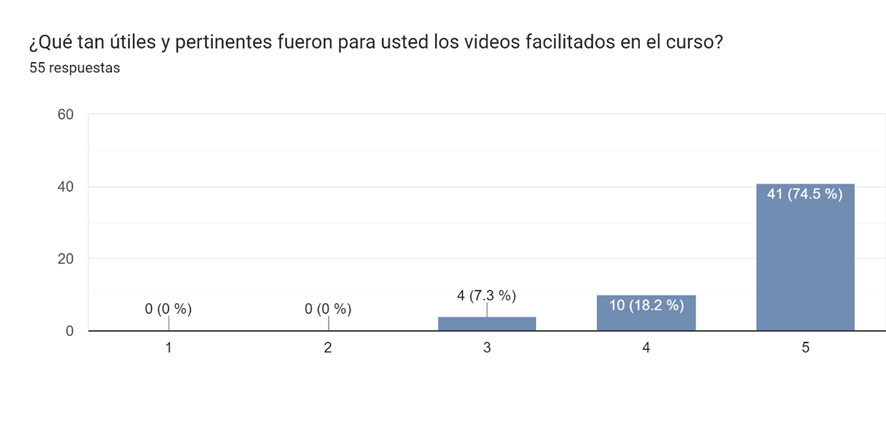 ¿Qué tan útiles y pertinentes fueron para usted los videos facilitados en el curso?
55 respuestas
60
40
20
0
0 (0 %)
0 (0 %)
4 (7.3 %)
10 (18.2 %)
41 (74.5 %)
1
2
3
4
5